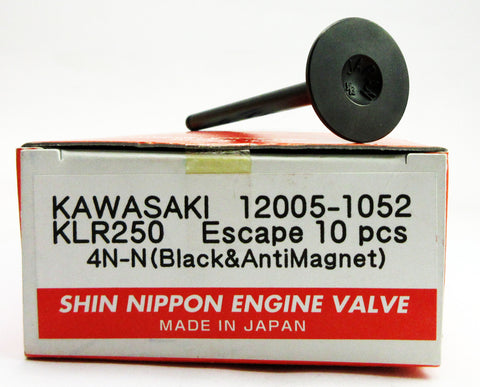 KAWASAKI 12005-1052
KLR250 Escape 10 pcs
4N-N(Black&AntiMagnet)
SHIN NIPPON ENGINE VALVE
MADE IN JAPAN